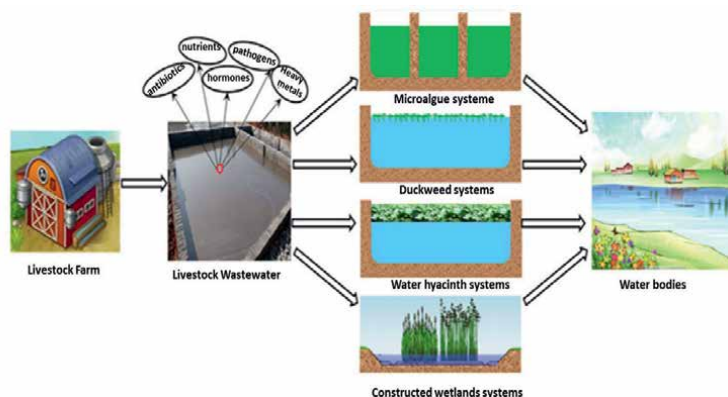 nutrients
pathogens
antibiotics
hormones
Heavy
metals
Microalgue systeme
Duckweed systems
Livestock Farm
Livestock Wastewater
Water hyacinth systems
Water bodies
Constructed wetlands systems